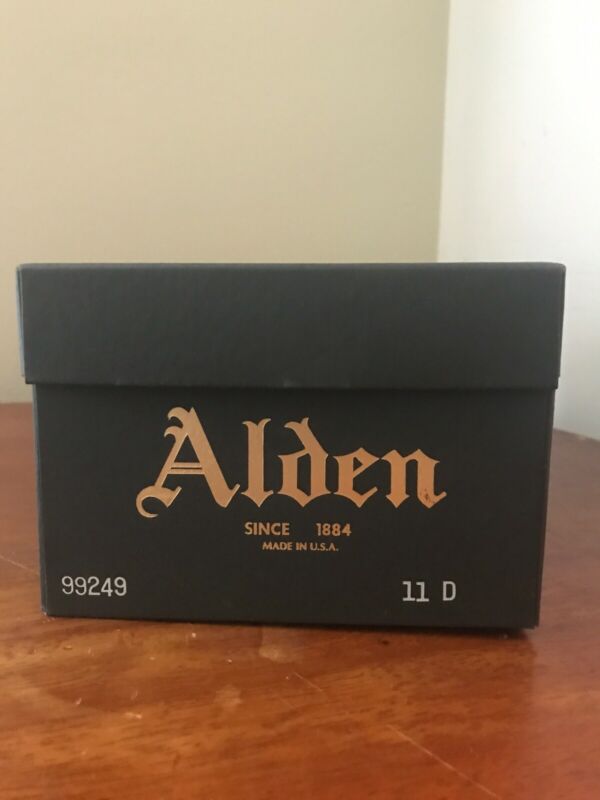 Alden
SINCE 1884
MADE IN U.S.A.
99249 11 D